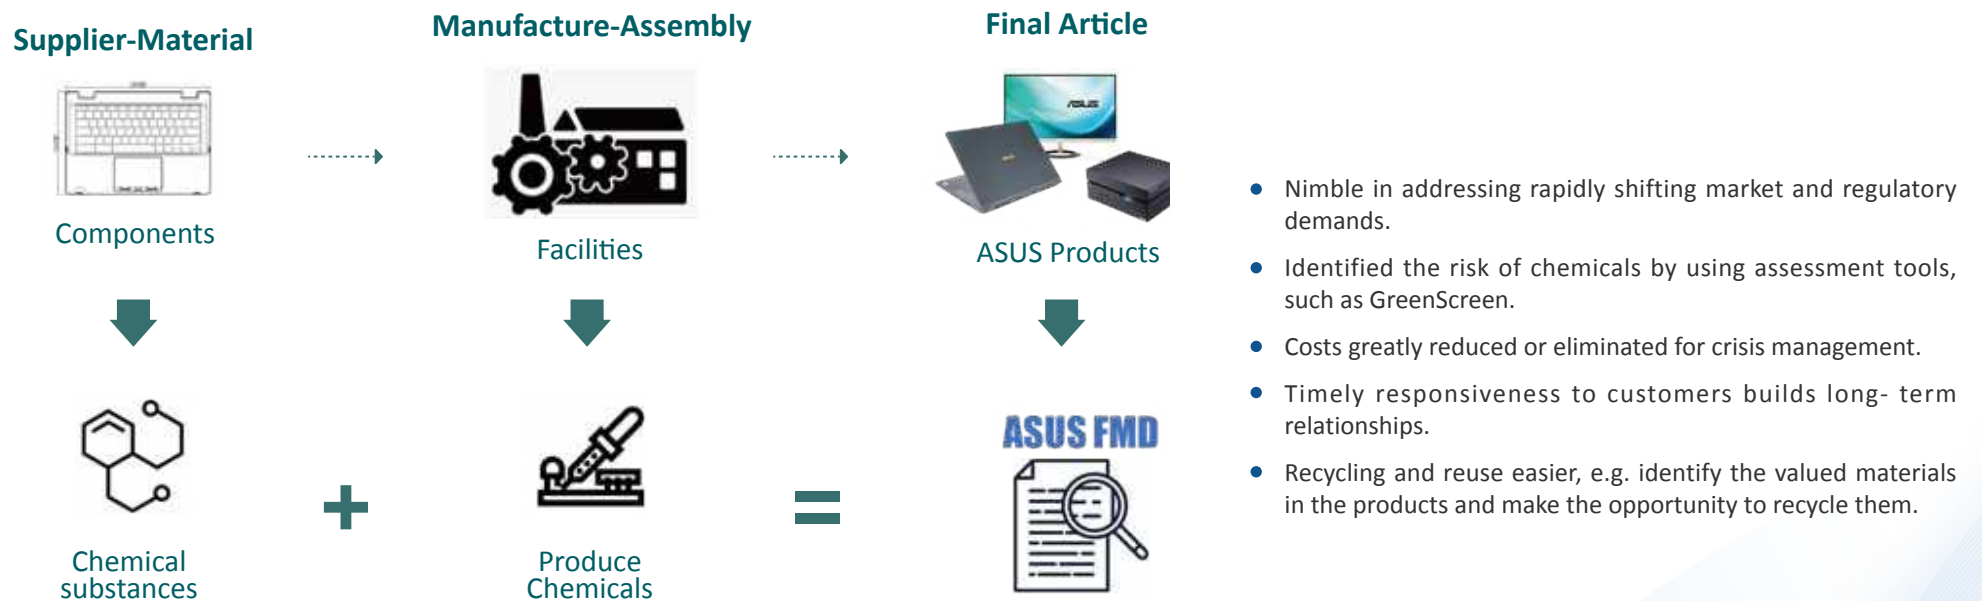 Supplier-Material
Manufacture-Assembly
Final Article
ASUS
Components
Facilities
ASUS Products
Chemical
substances
+
Produce
Chemicals
=
ASUS FMD
• Nimble in addressing rapidly shifting market and regulatory
demands.
• Identified the risk of chemicals by using assessment tools,
such as GreenScreen.
• Costs greatly reduced or eliminated for crisis management.
• Timely responsiveness to customers builds long- term
relationships.
• Recycling and reuse easier, e.g. identify the valued materials
in the products and make the opportunity to recycle them.